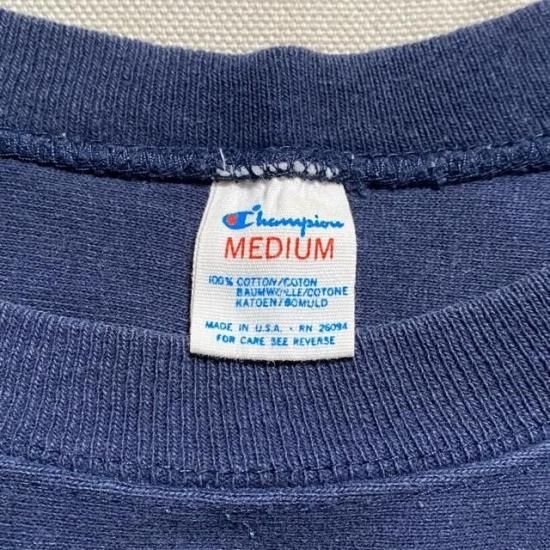 Champion
MEDIUM
100% COTTON/COTON
BAUMWOLLE/COTONE
KATOEN/BOMULD
MADE IN U.S.A. • RN 26094
FOR CARE SEE REVERSE